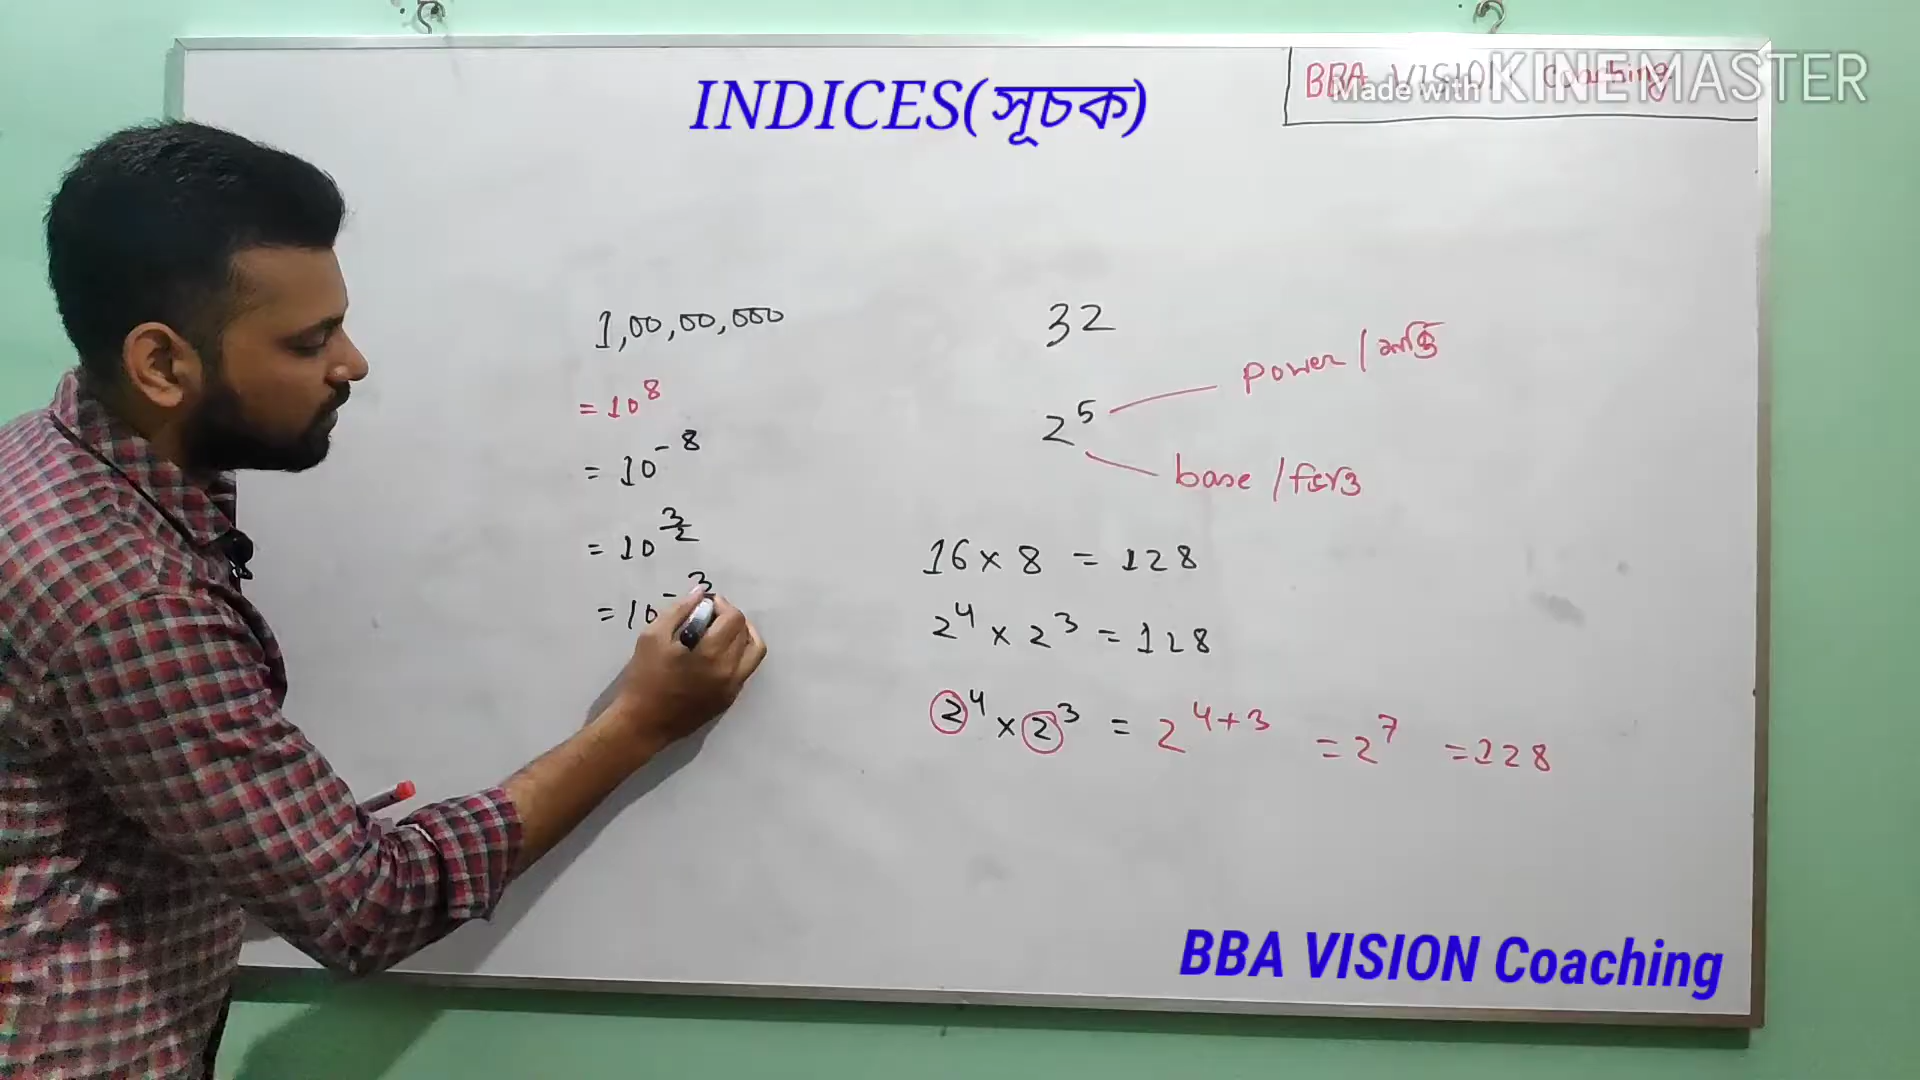 INDICES(সূচক)
BBA VISION Coaching
Made with KINEMASTER
1,00,00,000
= 10^8
= 10^-8
= 10^3/2
= 10^-3
32
2^5
power/শক্তি
base/ভিত্তি
16 × 8 = 128
2^4 × 2^3 = 128
2^4 × 2^3 = 2^4+3 = 2^7 = 128
BBA VISION Coaching